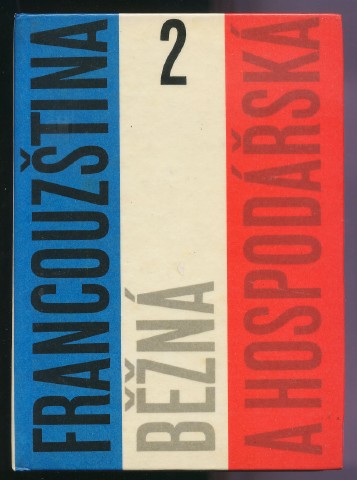 FRANCOUZŠTINA
2
BĚŽNÁ
A HOSPODÁŘSKÁ